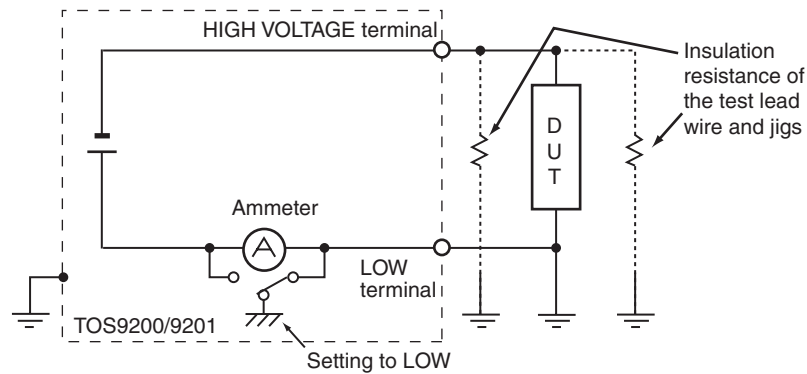 HIGH VOLTAGE terminal
Insulation
resistance of
the test lead
wire and jigs
D
U
T
Ammeter
A
LOW
terminal
TOS9200/9201
Setting to LOW